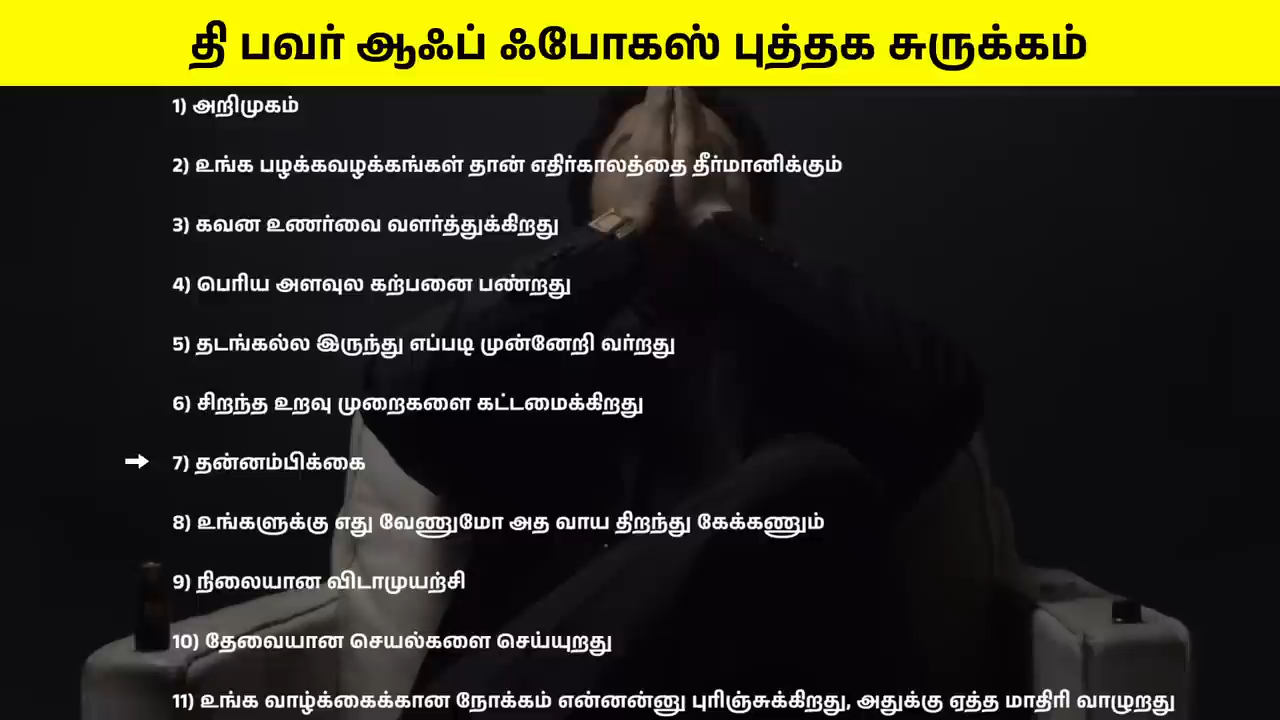 தி பவர் ஆஃப் ஃபோகஸ் புத்தக சுருக்கம்
1) அறிமுகம்
2) உங்க பழக்கவழக்கங்கள் தான் எதிர்காலத்தை தீர்மானிக்கும்
3) கவன உணர்வை வளர்த்துக்கிறது
4) பெரிய அளவுல கற்பனை பண்றது
5) தடங்கல்ல இருந்து எப்படி முன்னேறி வர்றது
6) சிறந்த உறவு முறைகளை கட்டமைக்கிறது
7) தன்னம்பிக்கை
8) உங்களுக்கு எது வேணுமோ அத வாய திறந்து கேக்கணும்
9) நிலையான விடாமுயற்சி
10) தேவையான செயல்களை செய்யுறது
11) உங்க வாழ்க்கைக்கான நோக்கம் என்னன்னு புரிஞ்சுக்கிறது, அதுக்கு ஏத்த மாதிரி வாழுறது